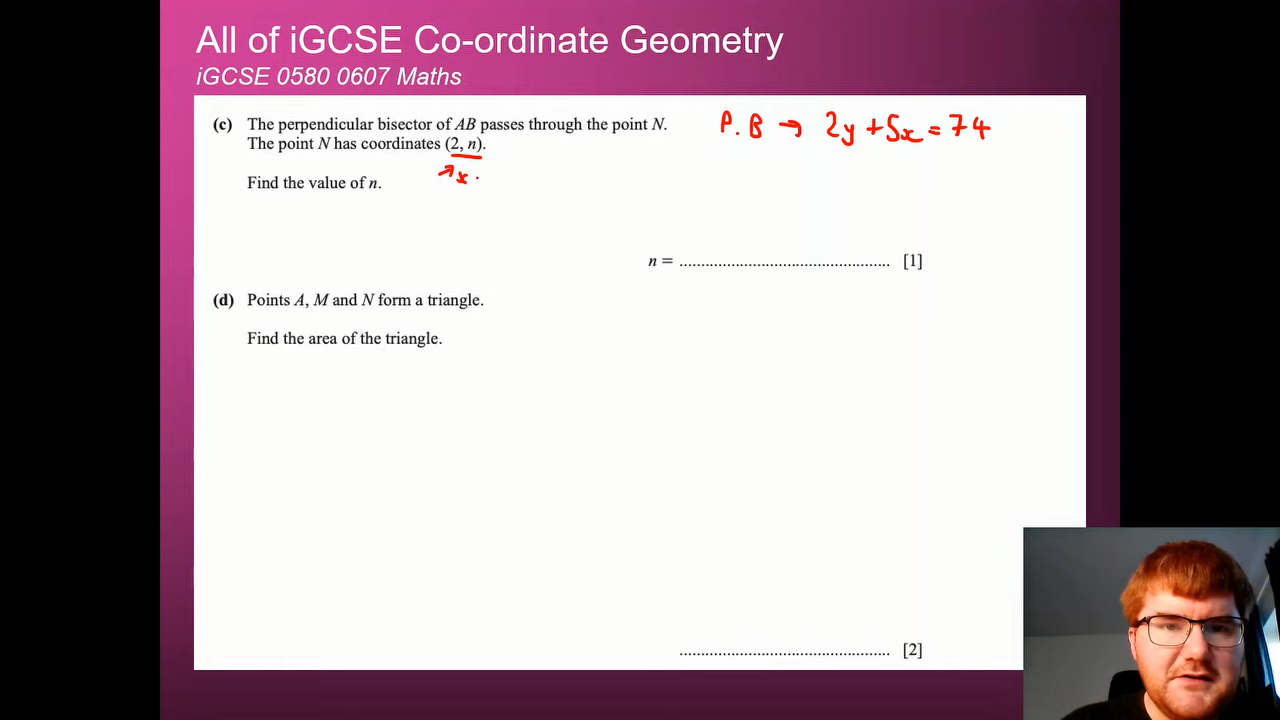 All of iGCSE Co-ordinate Geometry
iGCSE 0580 0607 Maths
(c) The perpendicular bisector of AB passes through the point N.
The point N has coordinates (2, n).
P.B → 2y + 5x = 74
↗x.
Find the value of n.
n = ................................................ [1]
(d) Points A, M and N form a triangle.
Find the area of the triangle.
................................................ [2]